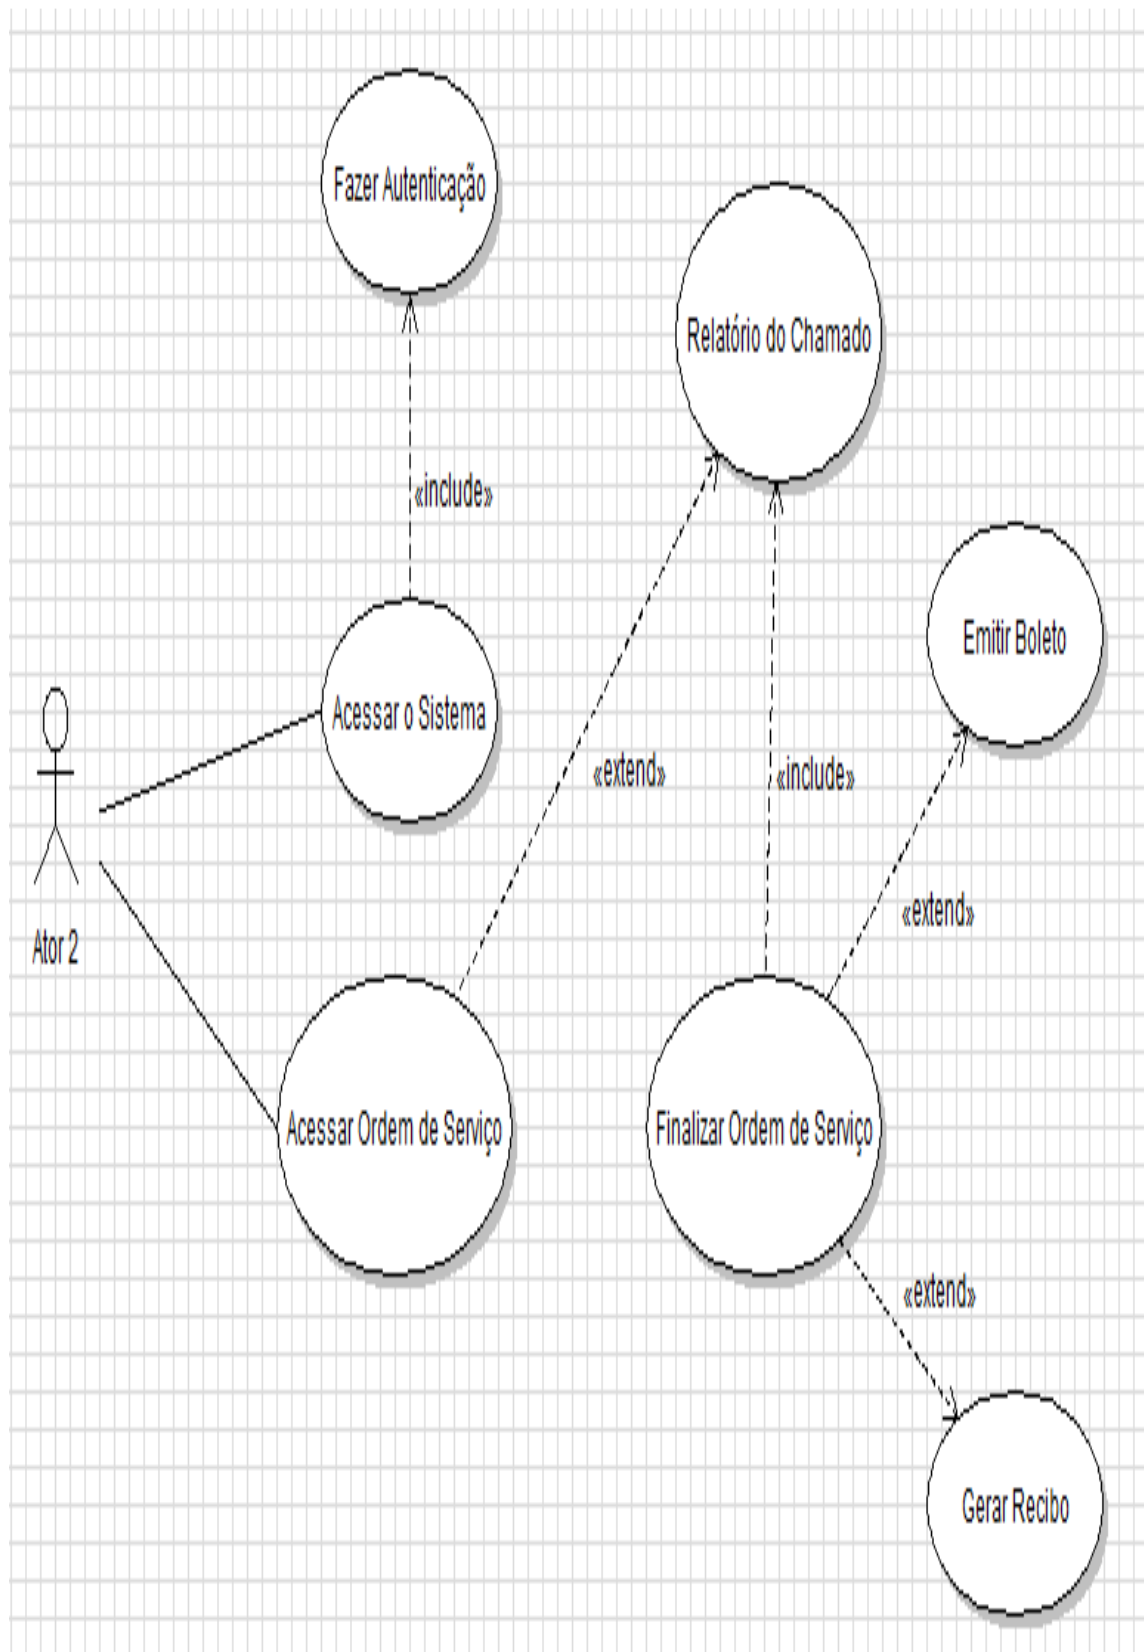 Fazer Autenticação
Relatório do Chamado
«include»
Emitir Boleto
Acessar o Sistema
«extend»
«include»
«extend»
Ator 2
Acessar Ordem de Serviço
Finalizar Ordem de Serviço
«extend»
Gerar Recibo